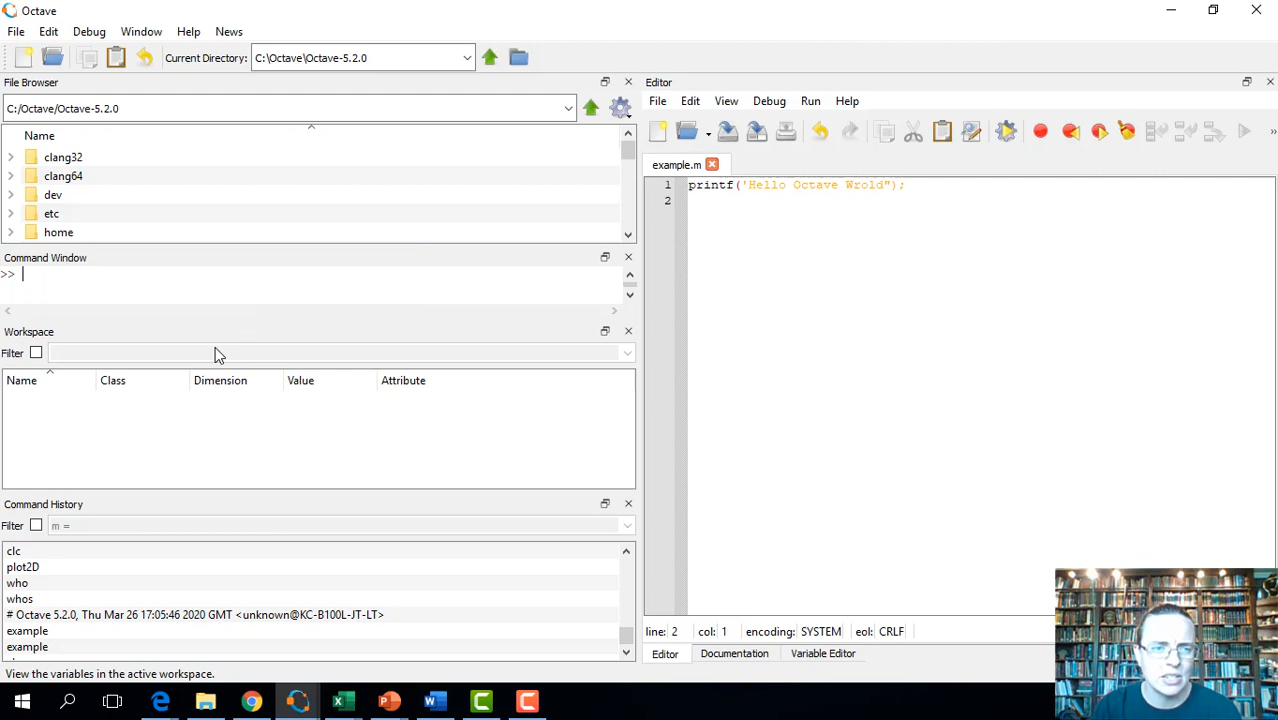 Octave
File Edit Debug Window Help News
Current Directory: C:\Octave\Octave-5.2.0
File Browser
C:/Octave/Octave-5.2.0
Name
clang32
clang64
dev
etc
home
Command Window
>>
Workspace
Filter
Name Class Dimension Value Attribute
Command History
Filter m =
clc
plot2D
who
whos
# Octave 5.2.0, Thu Mar 26 17:05:46 2020 GMT <unknown@KC-B100L-IT-LT>
example
example
View the variables in the active workspace.
Editor
File Edit View Debug Run Help
example.m
1 printf('Hello Octave Wrold");
2
line: 2 col: 1 encoding: SYSTEM eol: CRLF
Editor Documentation Variable Editor